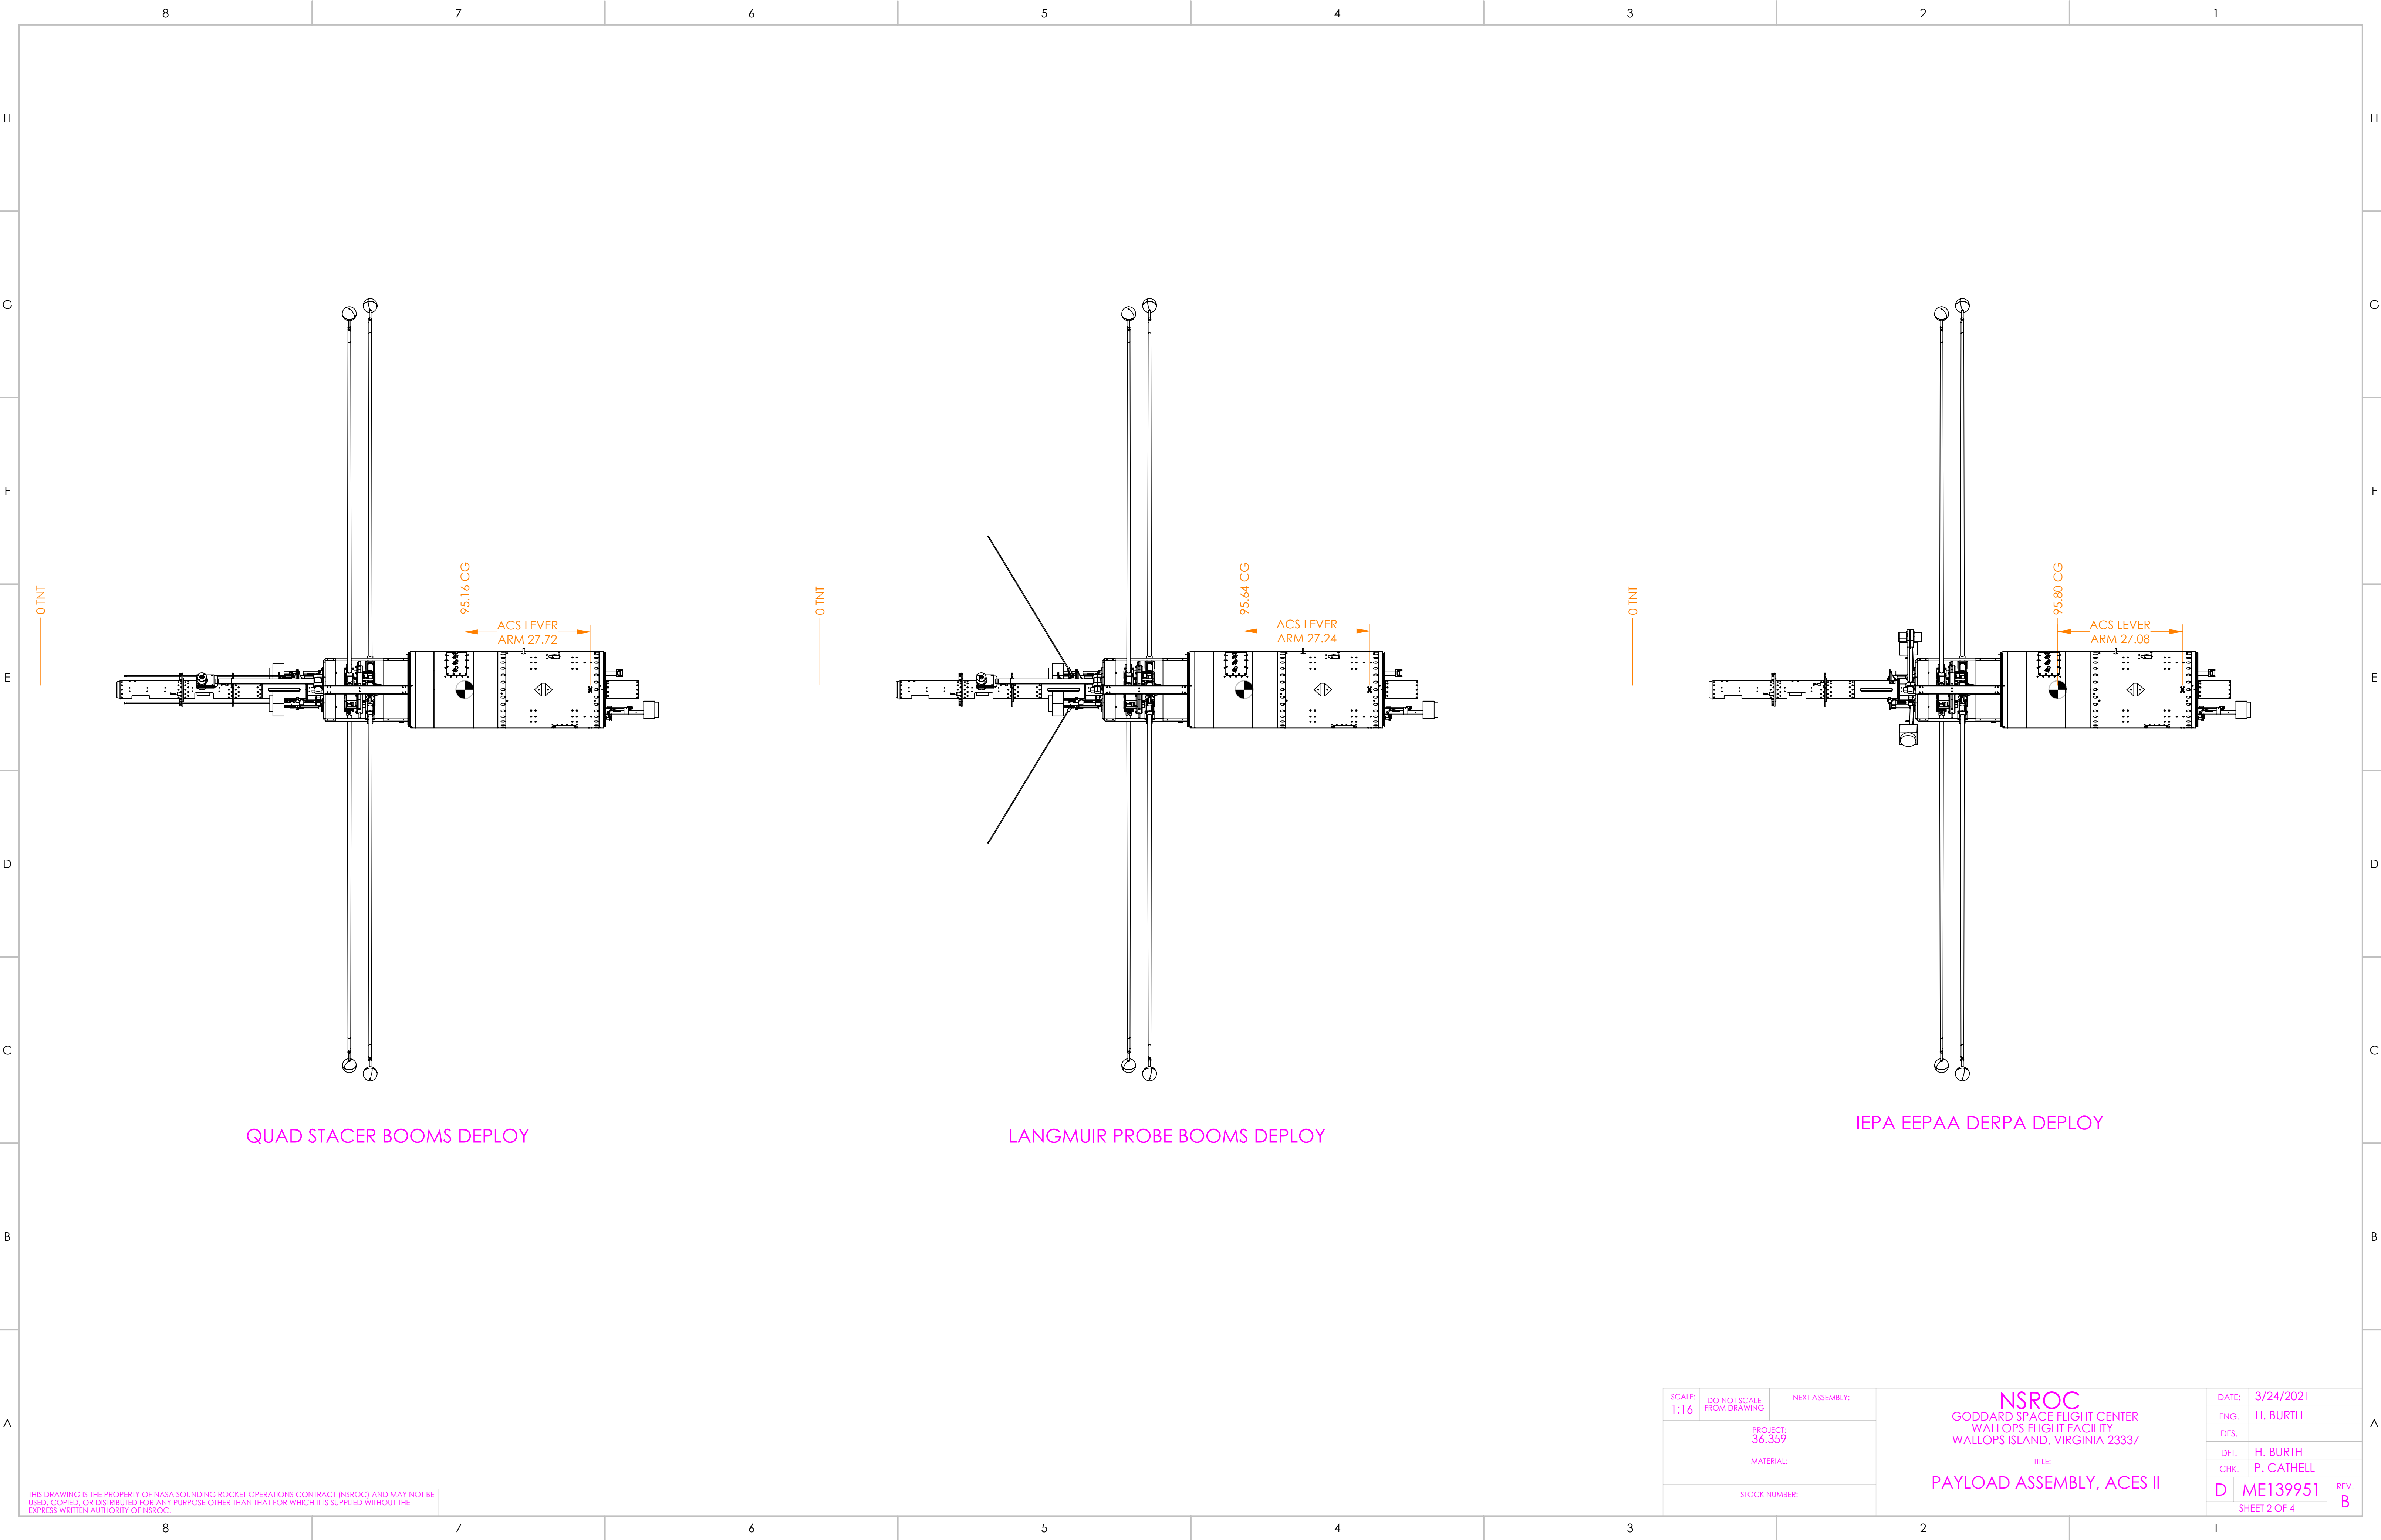 8 7 6 5 4 3 2 1
H H
G G
F F
E E
D D
C C
B B
A A
0 TNT
95.16 CG
ACS LEVER
ARM 27.72
0 TNT
95.64 CG
ACS LEVER
ARM 27.24
0 TNT
95.80 CG
ACS LEVER
ARM 27.08
QUAD STACER BOOMS DEPLOY
LANGMUIR PROBE BOOMS DEPLOY
IEPA EEPAA DERPA DEPLOY
SCALE:
1:16
DO NOT SCALE
FROM DRAWING
NEXT ASSEMBLY:
PROJECT:
36.359
MATERIAL:
STOCK NUMBER:
NSROC
GODDARD SPACE FLIGHT CENTER
WALLOPS FLIGHT FACILITY
WALLOPS ISLAND, VIRGINIA 23337
TITLE:
PAYLOAD ASSEMBLY, ACES II
DATE: 3/24/2021
ENG. H. BURTH
DES.
DFT. H. BURTH
CHK. P. CATHELL
D ME139951
REV.
B
SHEET 2 OF 4
THIS DRAWING IS THE PROPERTY OF NASA SOUNDING ROCKET OPERATIONS CONTRACT (NSROC) AND MAY NOT BE
USED, COPIED, OR DISTRIBUTED FOR ANY PURPOSE OTHER THAN THAT FOR WHICH IT IS SUPPLIED WITHOUT THE
EXPRESS WRITTEN AUTHORITY OF NSROC.
8 7 6 5 4 3 2 1